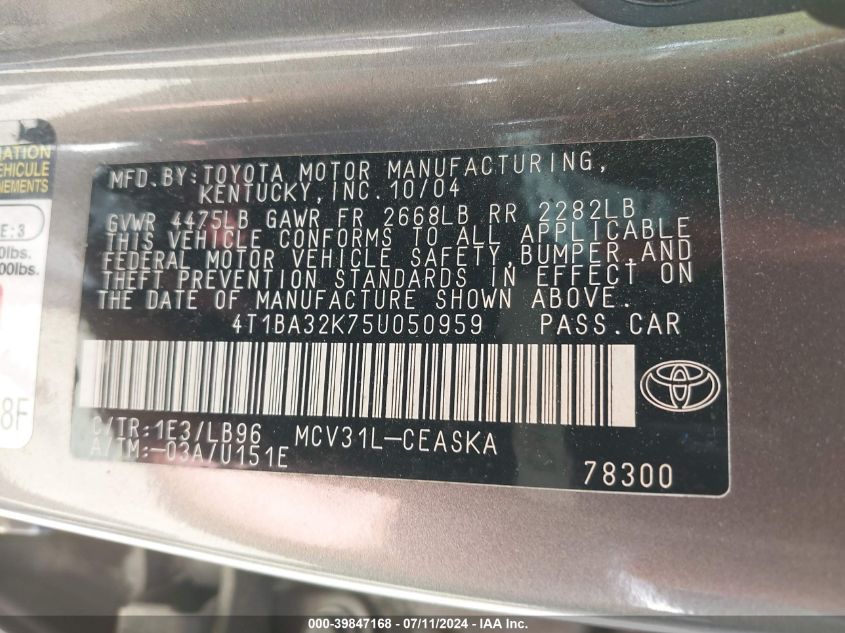 MFD.BY:TOYOTA MOTOR MANUFACTURING,
KENTUCKY,INC. 10/04
GVWR 4475LB GAWR FR 2668LB RR 2282LB
THIS VEHICLE CONFORMS TO ALL APPLICABLE
FEDERAL MOTOR VEHICLE SAFETY,BUMPER,AND
THEFT PREVENTION STANDARDS IN EFFECT ON
THE DATE OF MANUFACTURE SHOWN ABOVE.
4T1BA32K75U050959 PASS.CAR
C/TR:1E3/LB96 MCV31L-CEASKA
A/TM:-03A/U151E
78300
000-39847168 - 07/11/2024 - IAA Inc.